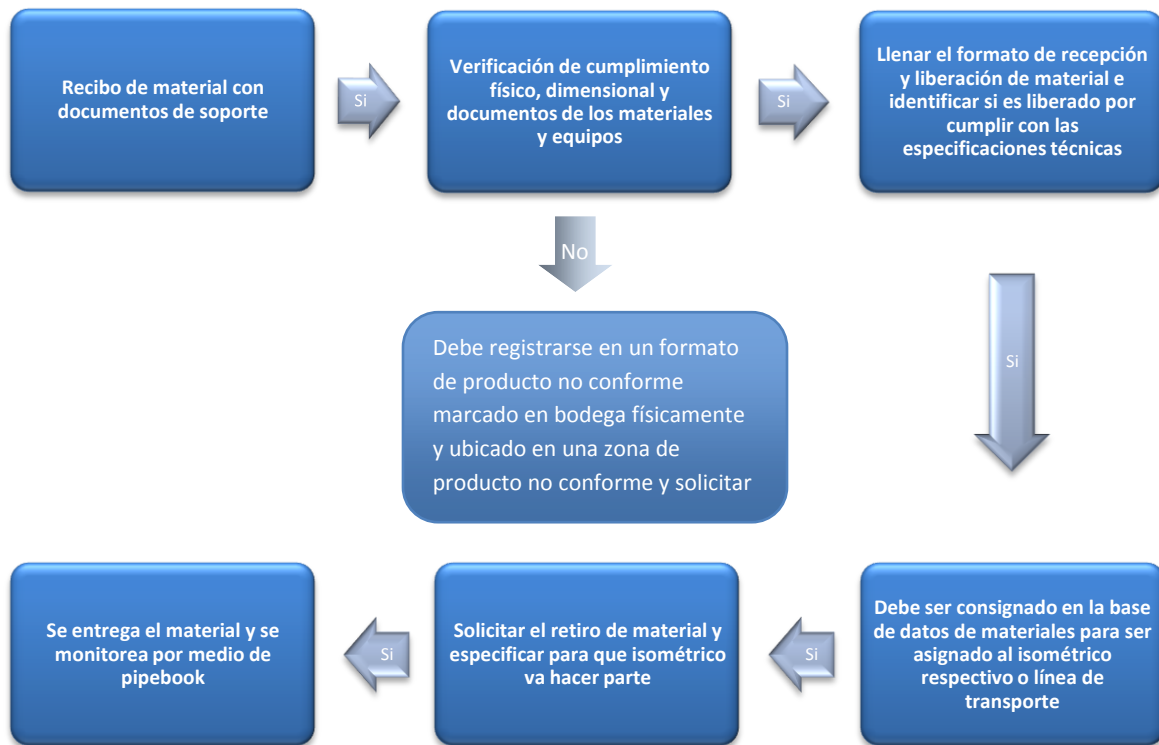 Recibo de material con
documentos de soporte
Si
Verificación de cumplimiento
físico, dimensional y
documentos de los materiales
y equipos
Si
Llenar el formato de recepción
y liberación de material e
identificar si es liberado por
cumplir con las
especificaciones técnicas
No
Debe registrarse en un formato
de producto no conforme
marcado en bodega físicamente
y ubicado en una zona de
producto no conforme y solicitar
Si
Debe ser consignado en la base
de datos de materiales para ser
asignado al isométrico
respectivo o línea de
transporte
Si
Solicitar el retiro de material y
especificar para que isométrico
va hacer parte
Si
Se entrega el material y se
monitorea por medio de
pipebook